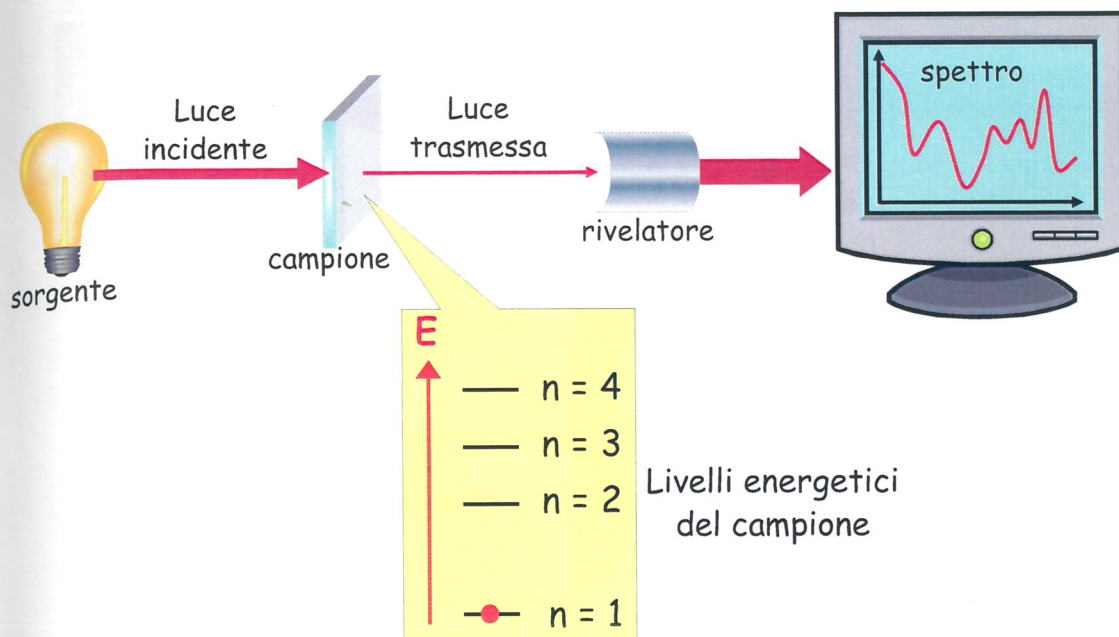 Luce
incidente
Luce
trasmessa
spettro
sorgente
campione
rivelatore
E
n = 4
n = 3
n = 2
n = 1
Livelli energetici
del campione